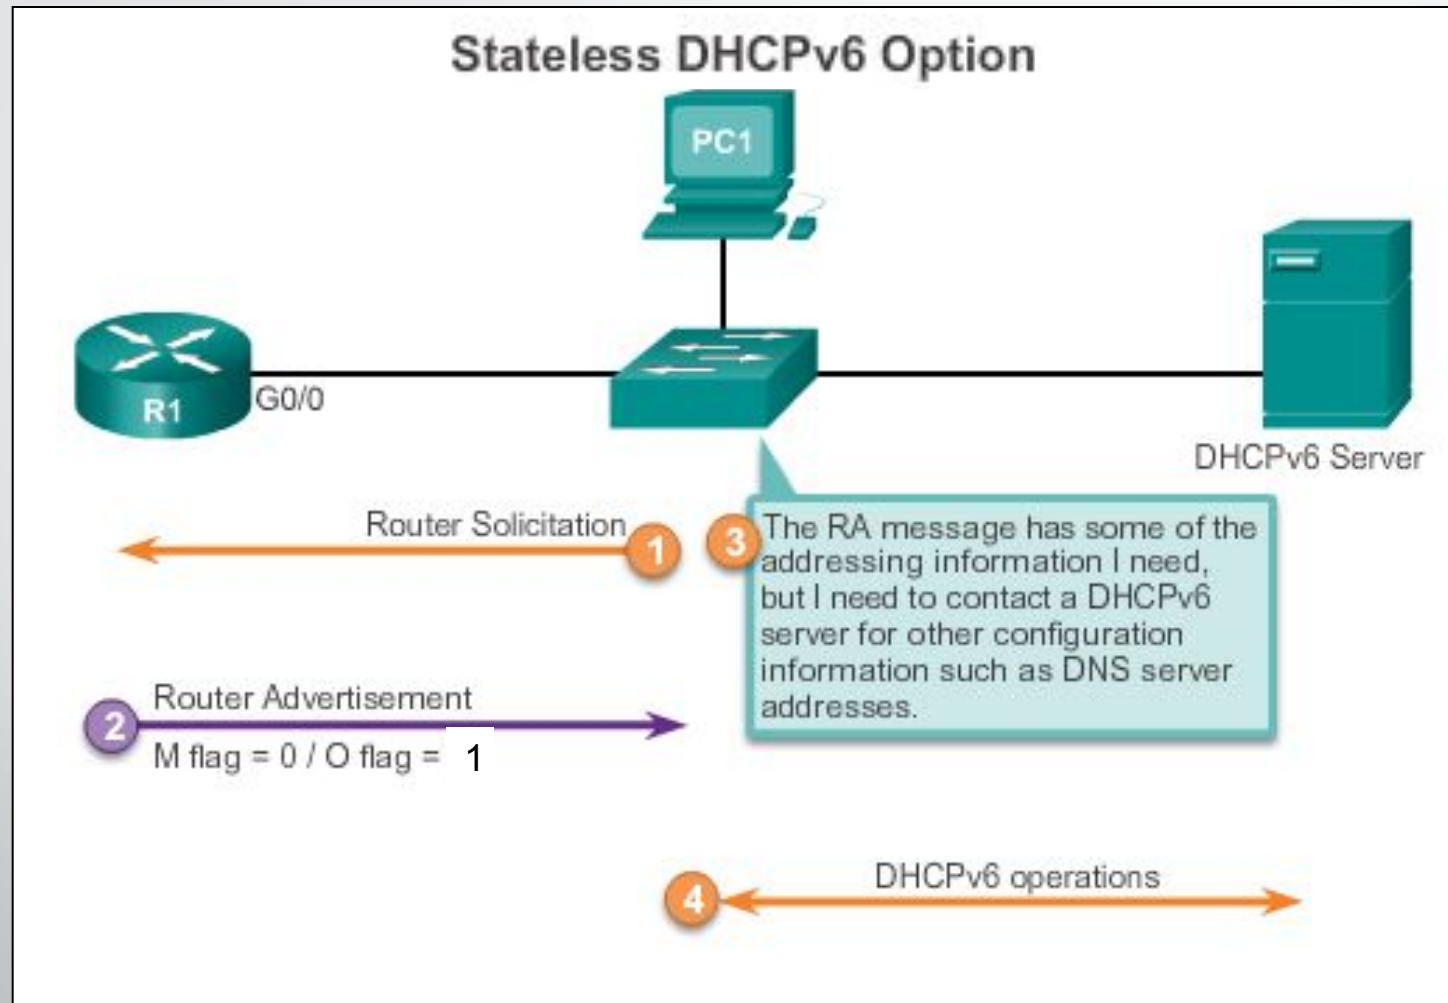 Stateless DHCPv6 Option
PC1
R1
G0/0
DHCPv6 Server
Router Solicitation
1
3
The RA message has some of the
addressing information I need,
but I need to contact a DHCPv6
server for other configuration
information such as DNS server
addresses.
2
Router Advertisement
M flag = 0 / O flag = 1
4
DHCPv6 operations